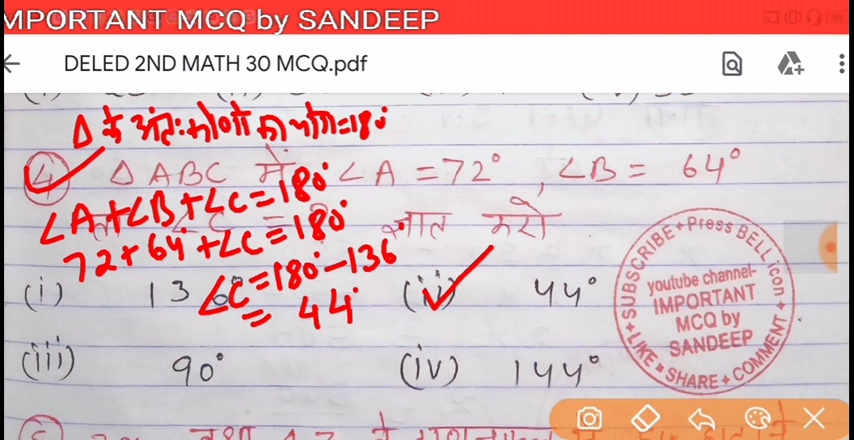 MPORTANT MCQ by SANDEEP
DELED 2ND MATH 30 MCQ.pdf
Δ के अंतः कोणों का योग = 180°
4 Δ ABC में ∠A = 72°, ∠B = 64°
∠A + ∠B + ∠C = 180°
∠C = ज्ञात करो
72 + 64 + ∠C = 180°
∠C = 180° - 136°
= 44°
(i) 136° (ii) 44°
(iii) 90° (iv) 144°
SUBSCRIBE + Press BELL icon
youtube channel-
IMPORTANT
MCQ by
SANDEEP
LIKE SHARE + COMMENT